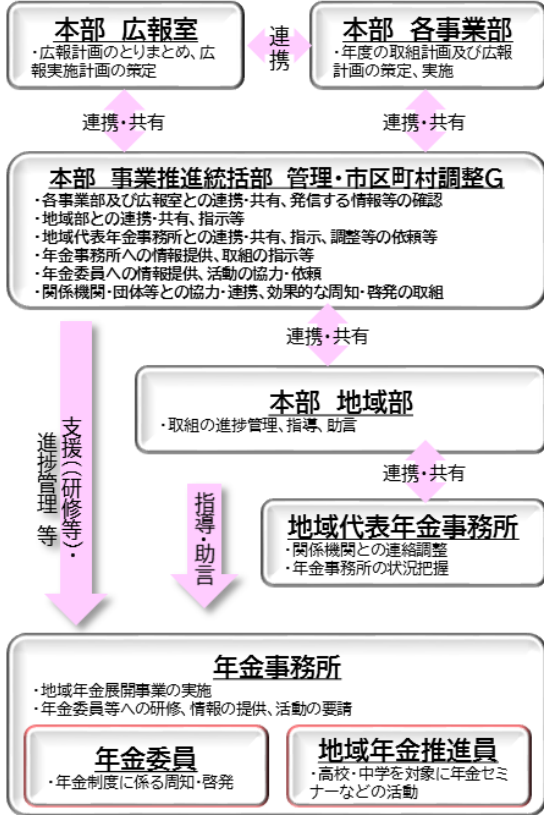 本部　広報室
・広報計画のとりまとめ、広
報実施計画の策定
連携
本部　各事業部
・年度の取組計画及び広報
計画の策定、実施
連携・共有
連携・共有
本部　事業推進統括部　管理・市区町村調整G
・各事業部及び広報室との連携・共有、発信する情報等の確認
・地域部との連携・共有、指示等
・地域代表年金事務所との連携・共有、指示、調整等の依頼等
・年金事務所への情報提供、取組の指示等
・年金委員への情報提供、活動の協力・依頼
・関係機関・団体等との協力・連携、効果的な周知・啓発の取組
連携・共有
支援((研修等)・
進捗管理　等
本部　地域部
・取組の進捗管理、指導、助言
連携・共有
指導・助言
地域代表年金事務所
・関係機関との連絡調整
・年金事務所の状況把握
年金事務所
・地域年金展開事業の実施
・年金委員等への研修、情報の提供、活動の要請
年金委員
・年金制度に係る周知・啓発
地域年金推進員
・高校・中学を対象に年金セミ
ナーなどの活動